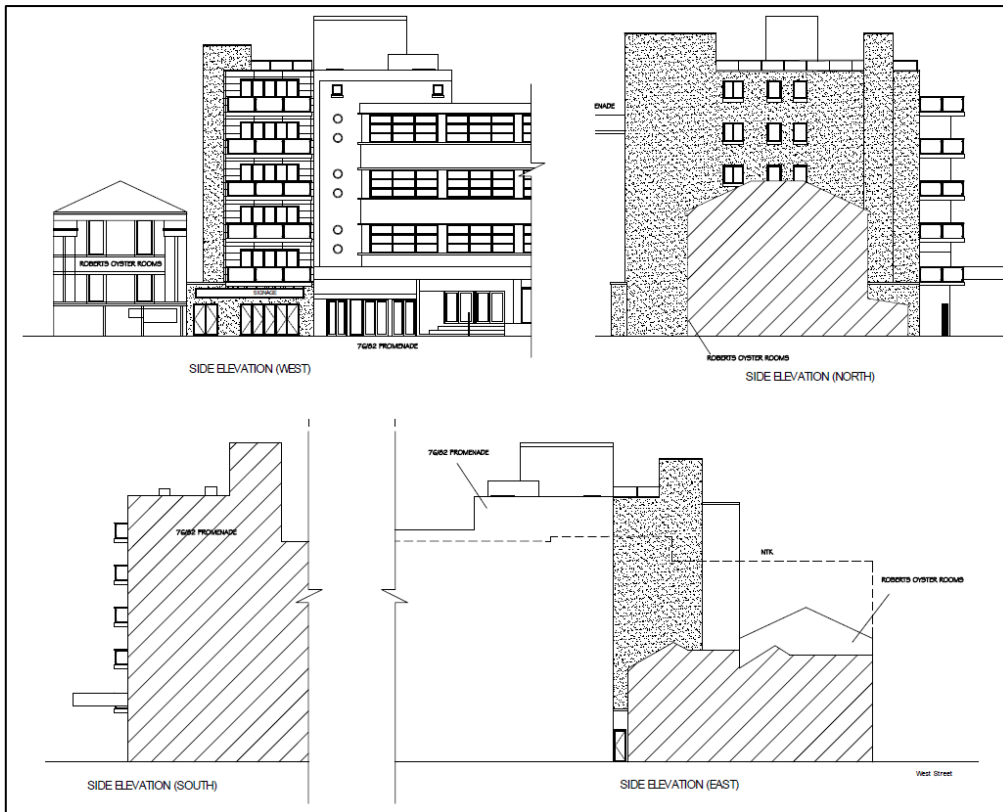 ENADE
ROBERTS OYSTER ROOMS
SIGNAGE
76/82 PROMENADE
SIDE ELEVATION (WEST)
ROBERTS OYSTER ROOMS
SIDE ELEVATION (NORTH)
76/82 PROMENADE
76/82 PROMENADE
NTK
ROBERTS OYSTER ROOMS
SIDE ELEVATION (SOUTH)
SIDE ELEVATION (EAST)
West Street